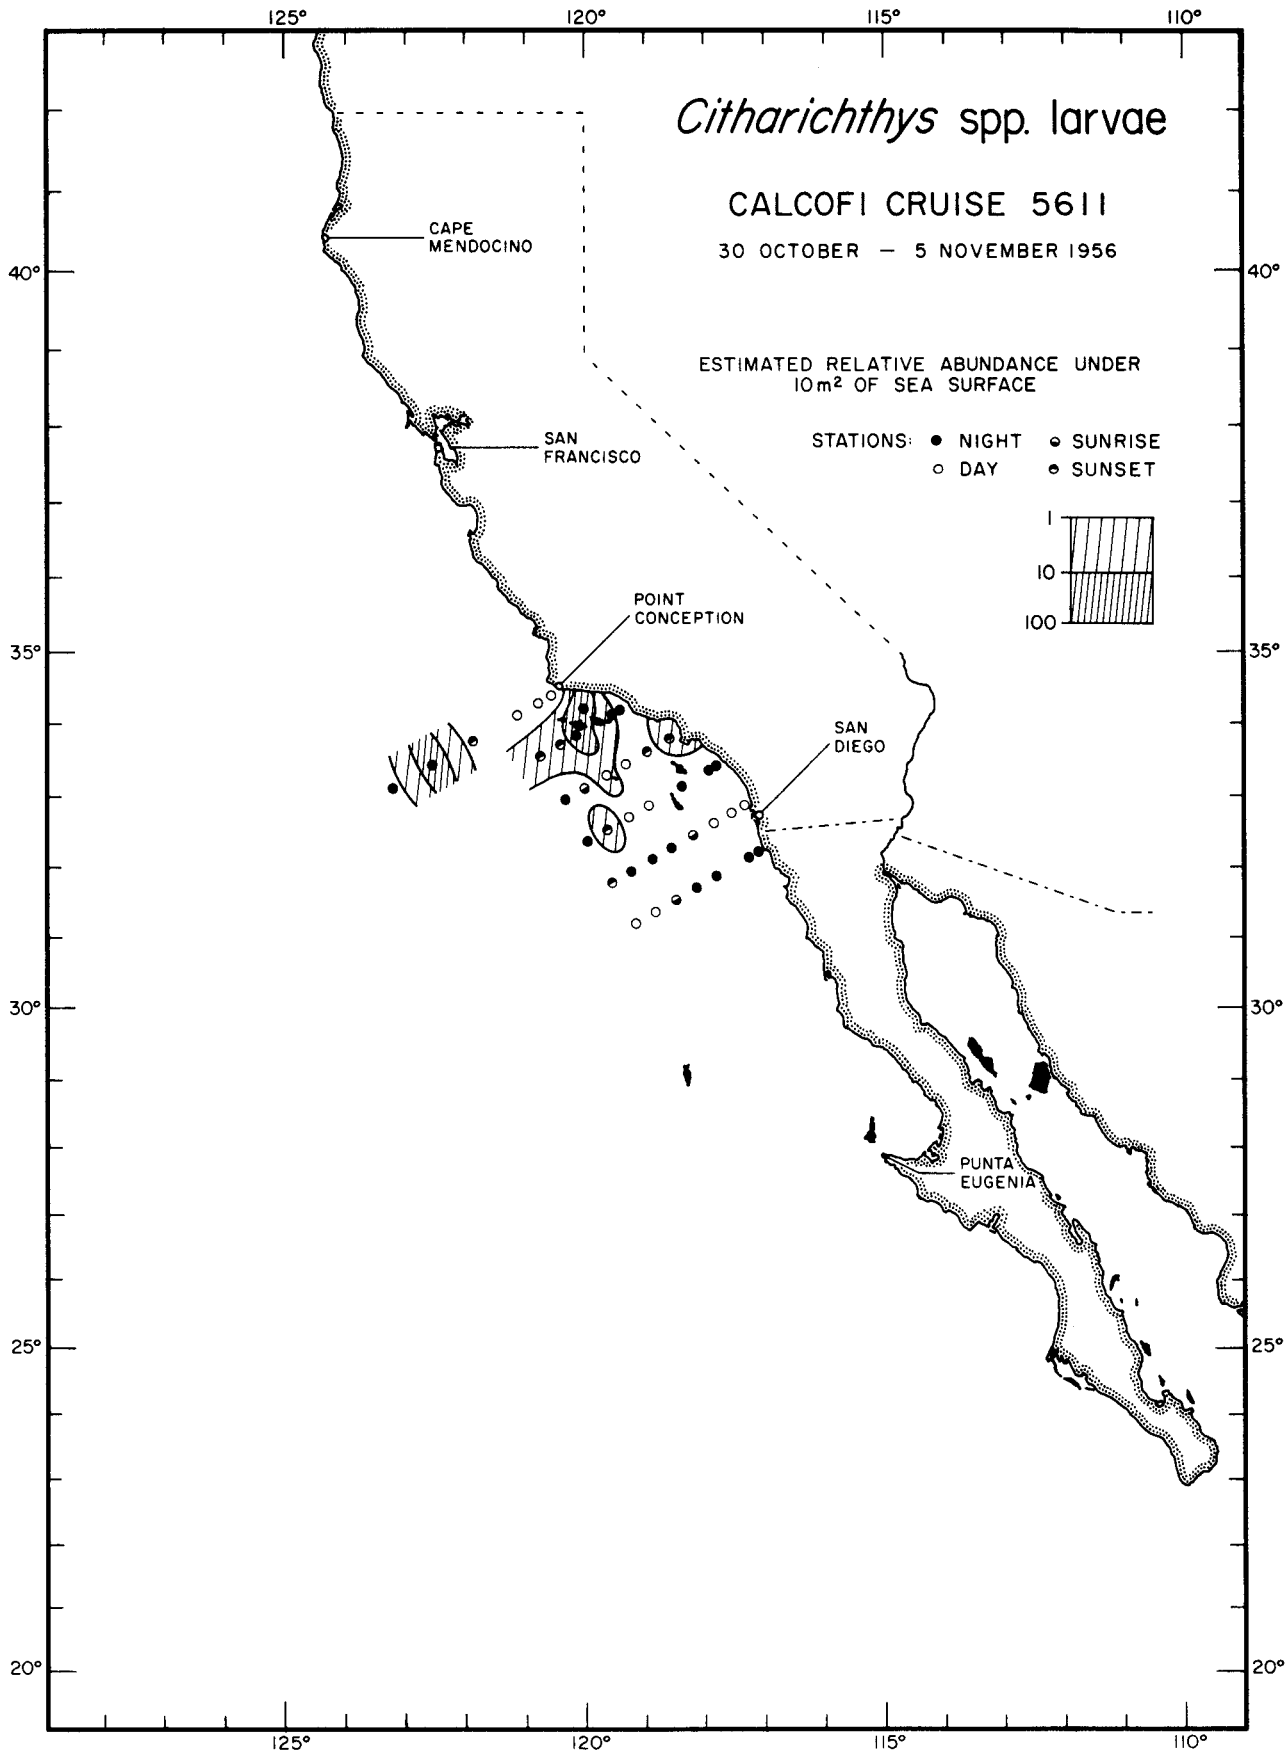 125° 120° 115° 110°
Citharichthys spp. larvae
CALCOFI CRUISE 5611
30 OCTOBER — 5 NOVEMBER 1956
CAPE
MENDOCINO
40° 40°
ESTIMATED RELATIVE ABUNDANCE UNDER
10 m² OF SEA SURFACE
STATIONS: ● NIGHT SUNRISE
○ DAY SUNSET
SAN
FRANCISCO
1
10
100
POINT
CONCEPTION
35° 35°
SAN
DIEGO
30° 30°
PUNTA
EUGENIA
25° 25°
20° 20°
125° 120° 115° 110°